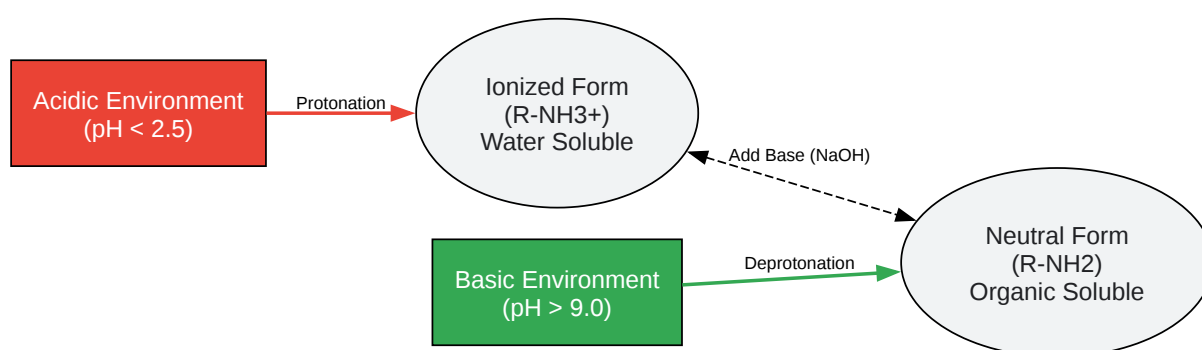 Acidic Environment
(pH < 2.5)
Protonation
Ionized Form
(R-NH3+)
Water Soluble
Add Base (NaOH)
Basic Environment
(pH > 9.0)
Deprotonation
Neutral Form
(R-NH2)
Organic Soluble